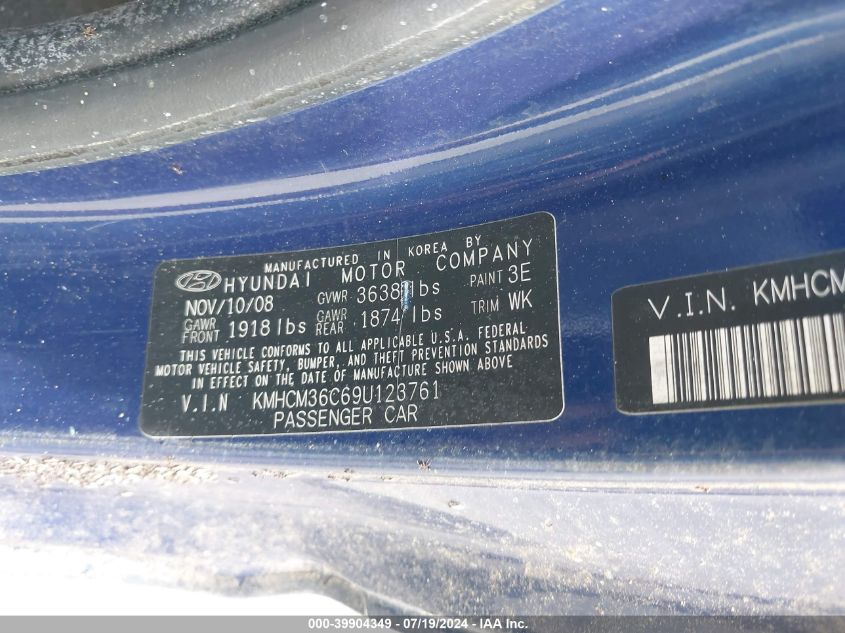 MANUFACTURED IN KOREA BY
HYUNDAI MOTOR COMPANY
NOV/10/08 GVWR 3638 lbs PAINT 3E
GAWR FRONT 1918 lbs GAWR REAR 1874 lbs TRIM WK
THIS VEHICLE CONFORMS TO ALL APPLICABLE U.S.A. FEDERAL
MOTOR VEHICLE SAFETY, BUMPER, AND THEFT PREVENTION STANDARDS
IN EFFECT ON THE DATE OF MANUFACTURE SHOWN ABOVE
V.I.N KMHCM36C69U123761
PASSENGER CAR
V.I.N. KMHCM
000-39904349 - 07/19/2024 - IAA Inc.